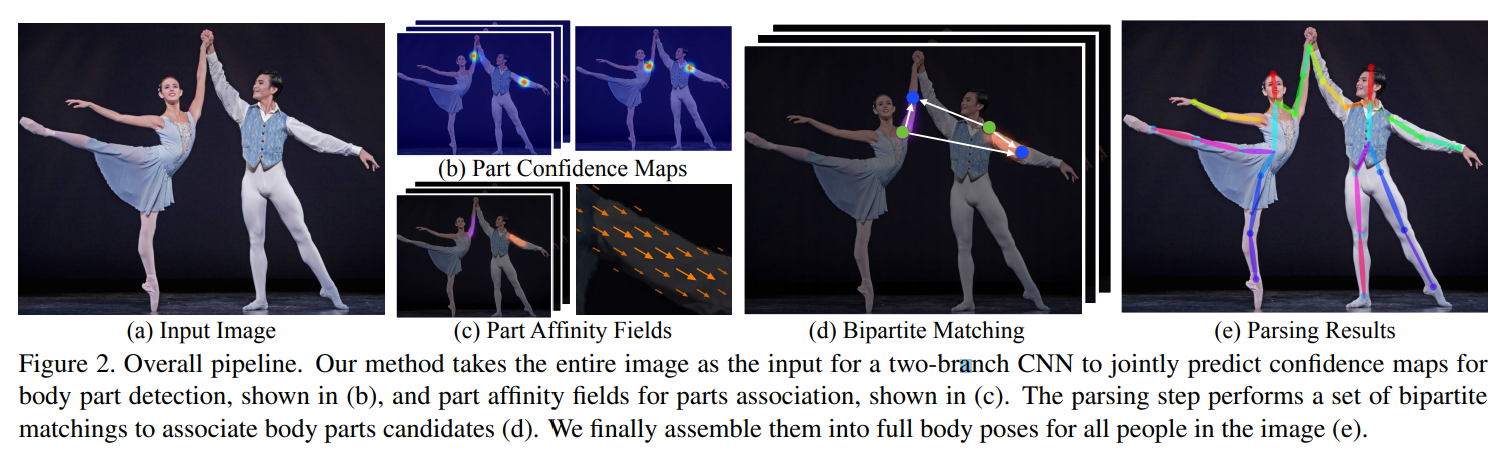 (b) Part Confidence Maps
(a) Input Image
(c) Part Affinity Fields
(d) Bipartite Matching
(e) Parsing Results
Figure 2. Overall pipeline. Our method takes the entire image as the input for a two-branch CNN to jointly predict confidence maps for
body part detection, shown in (b), and part affinity fields for parts association, shown in (c). The parsing step performs a set of bipartite
matchings to associate body parts candidates (d). We finally assemble them into full body poses for all people in the image (e).